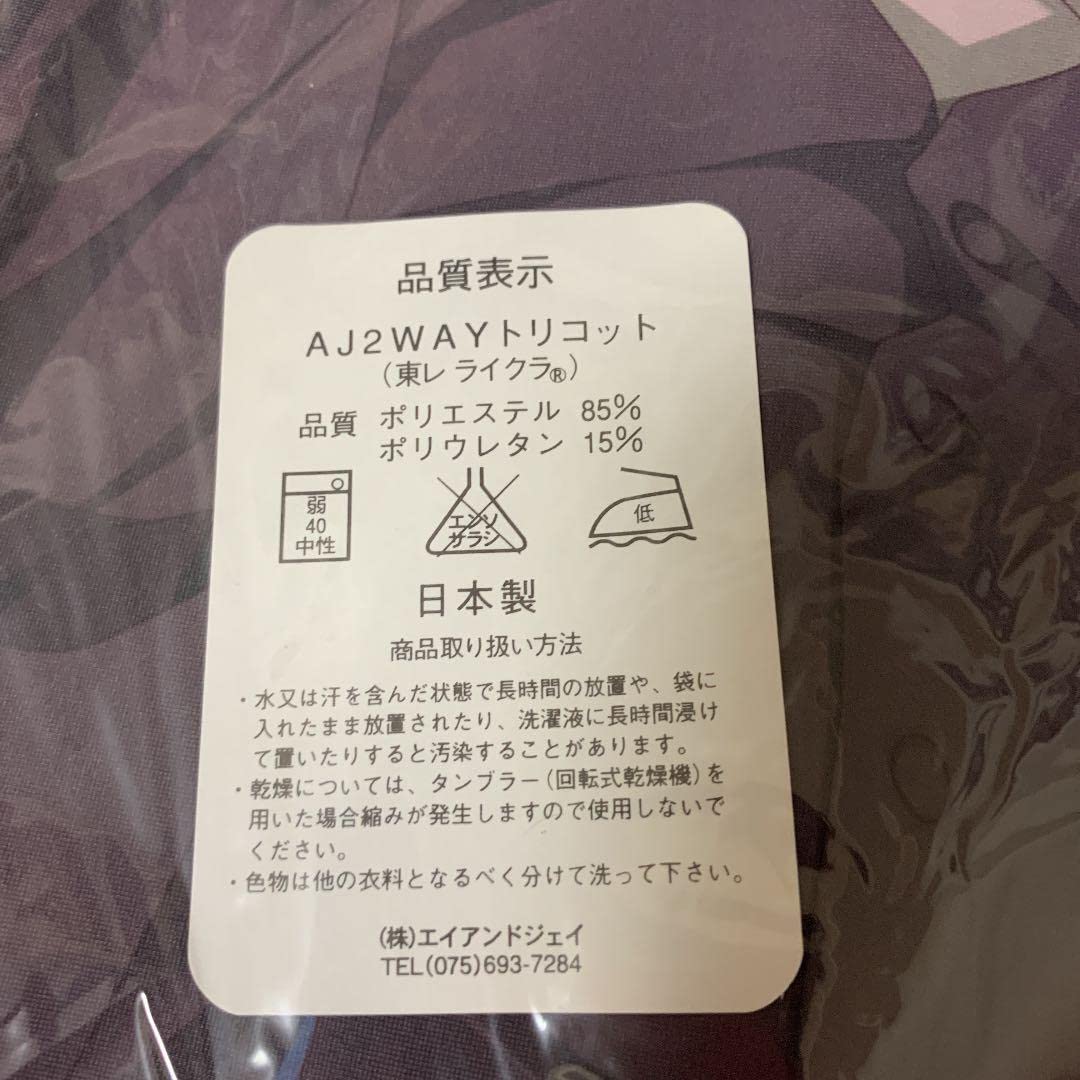 品質表示
AJ2WAYトリコット
(東レ ライクラ®)
品質 ポリエステル 85%
ポリウレタン 15%
弱
40
中性
エンソ
サラシ
低
日本製
商品取り扱い方法
・水又は汗を含んだ状態で長時間の放置や、袋に
入れたまま放置されたり、洗濯液に長時間浸け
て置いたりすると汚染することがあります。
・乾燥については、タンブラー(回転式乾燥機)を
用いた場合縮みが発生しますので使用しないで
ください。
・色物は他の衣料となるべく分けて洗って下さい。
(株)エイアンドジェイ
TEL(075)693-7284